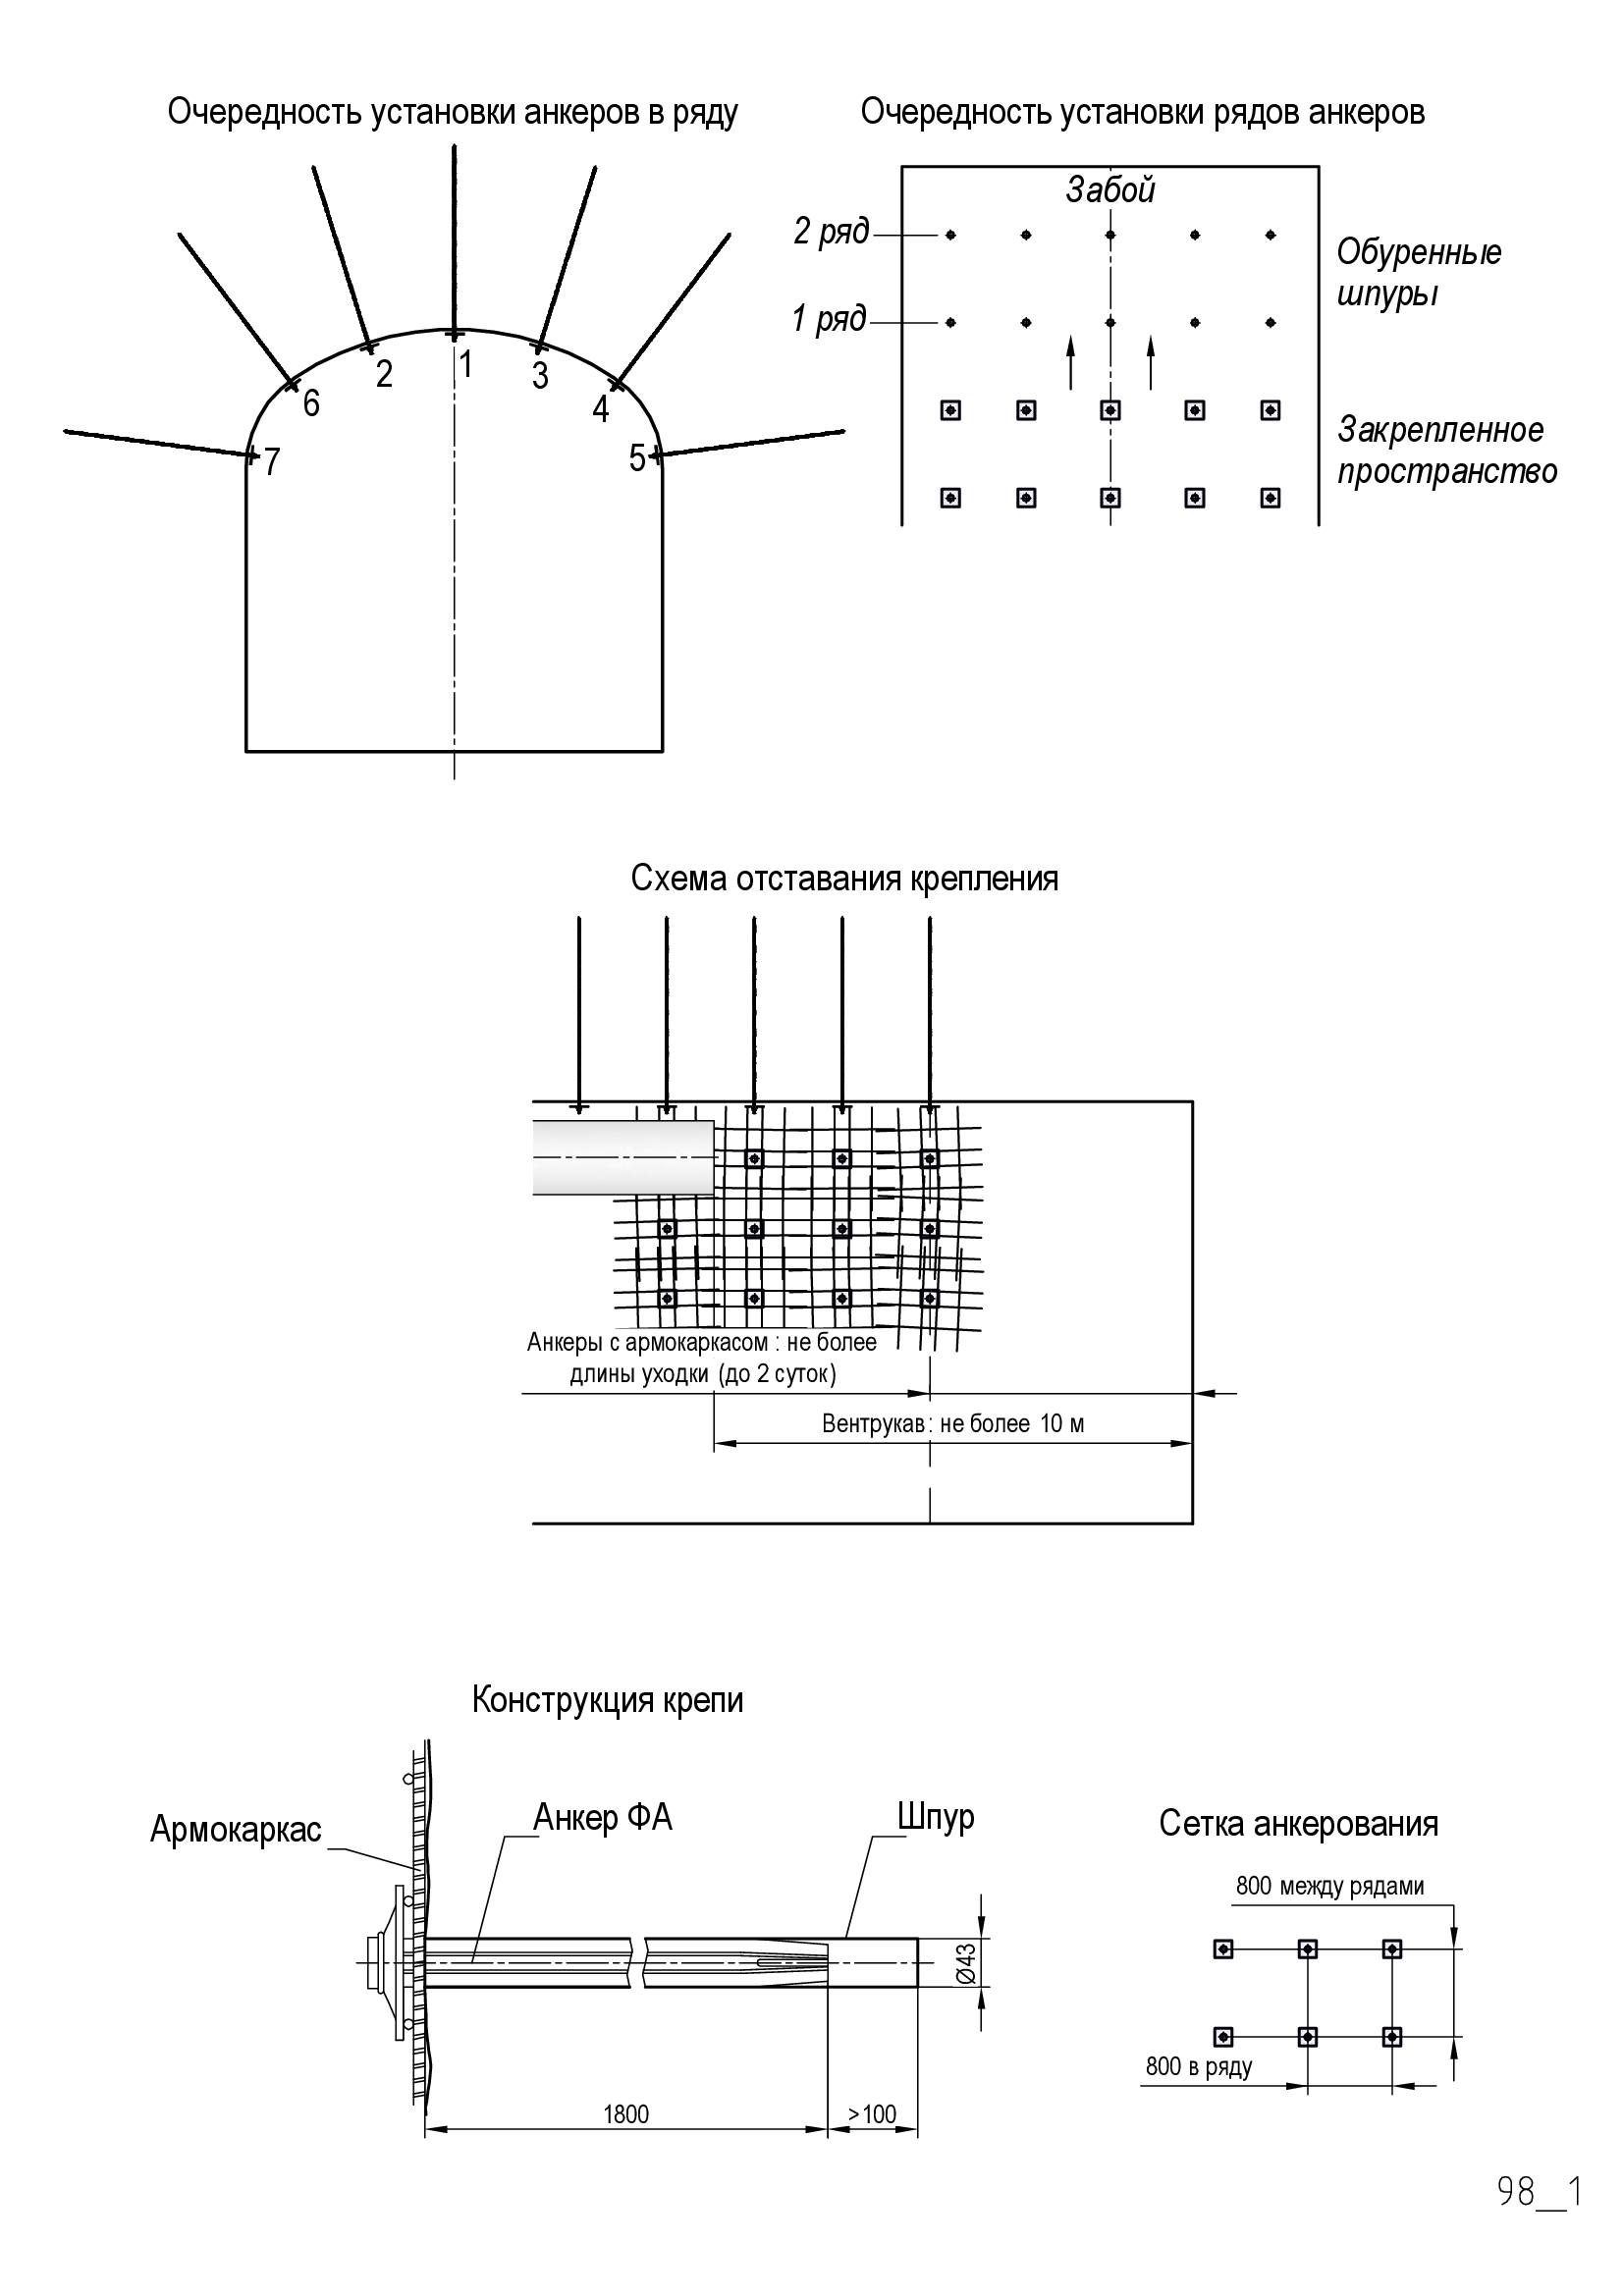 Очередность установки анкеров в ряду
1
2
3
6
4
7
5
Очередность установки рядов анкеров
Забой
2 ряд
Обуренные
шпуры
1 ряд
Закрепленное
пространство
Схема отставания крепления
Анкеры с армокаркасом : не более
длины уходки (до 2 суток)
Вентрукав : не более 10 м
Конструкция крепи
Армокаркас
Анкер ФА
Шпур
Ø43
1800
>100
Сетка анкерования
800 между рядами
800 в ряду
98_1